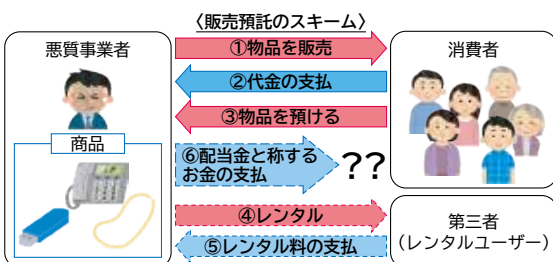 〈販売預託のスキーム〉
悪質事業者
商品
①物品を販売
②代金の支払
③物品を預ける
⑥配当金と称する
お金の支払
??
④レンタル
⑤レンタル料の支払
消費者
第三者
（レンタルユーザー）